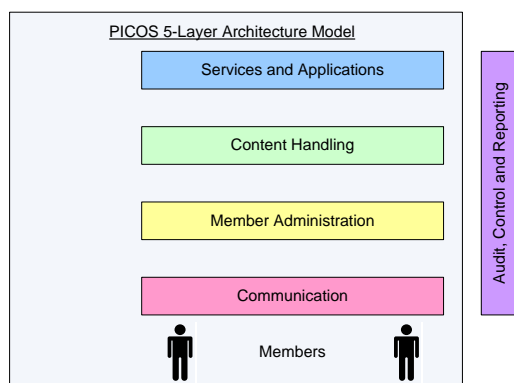 PICOS 5-Layer Architecture Model
Services and Applications
Content Handling
Member Administration
Communication
Members
Audit, Control and Reporting